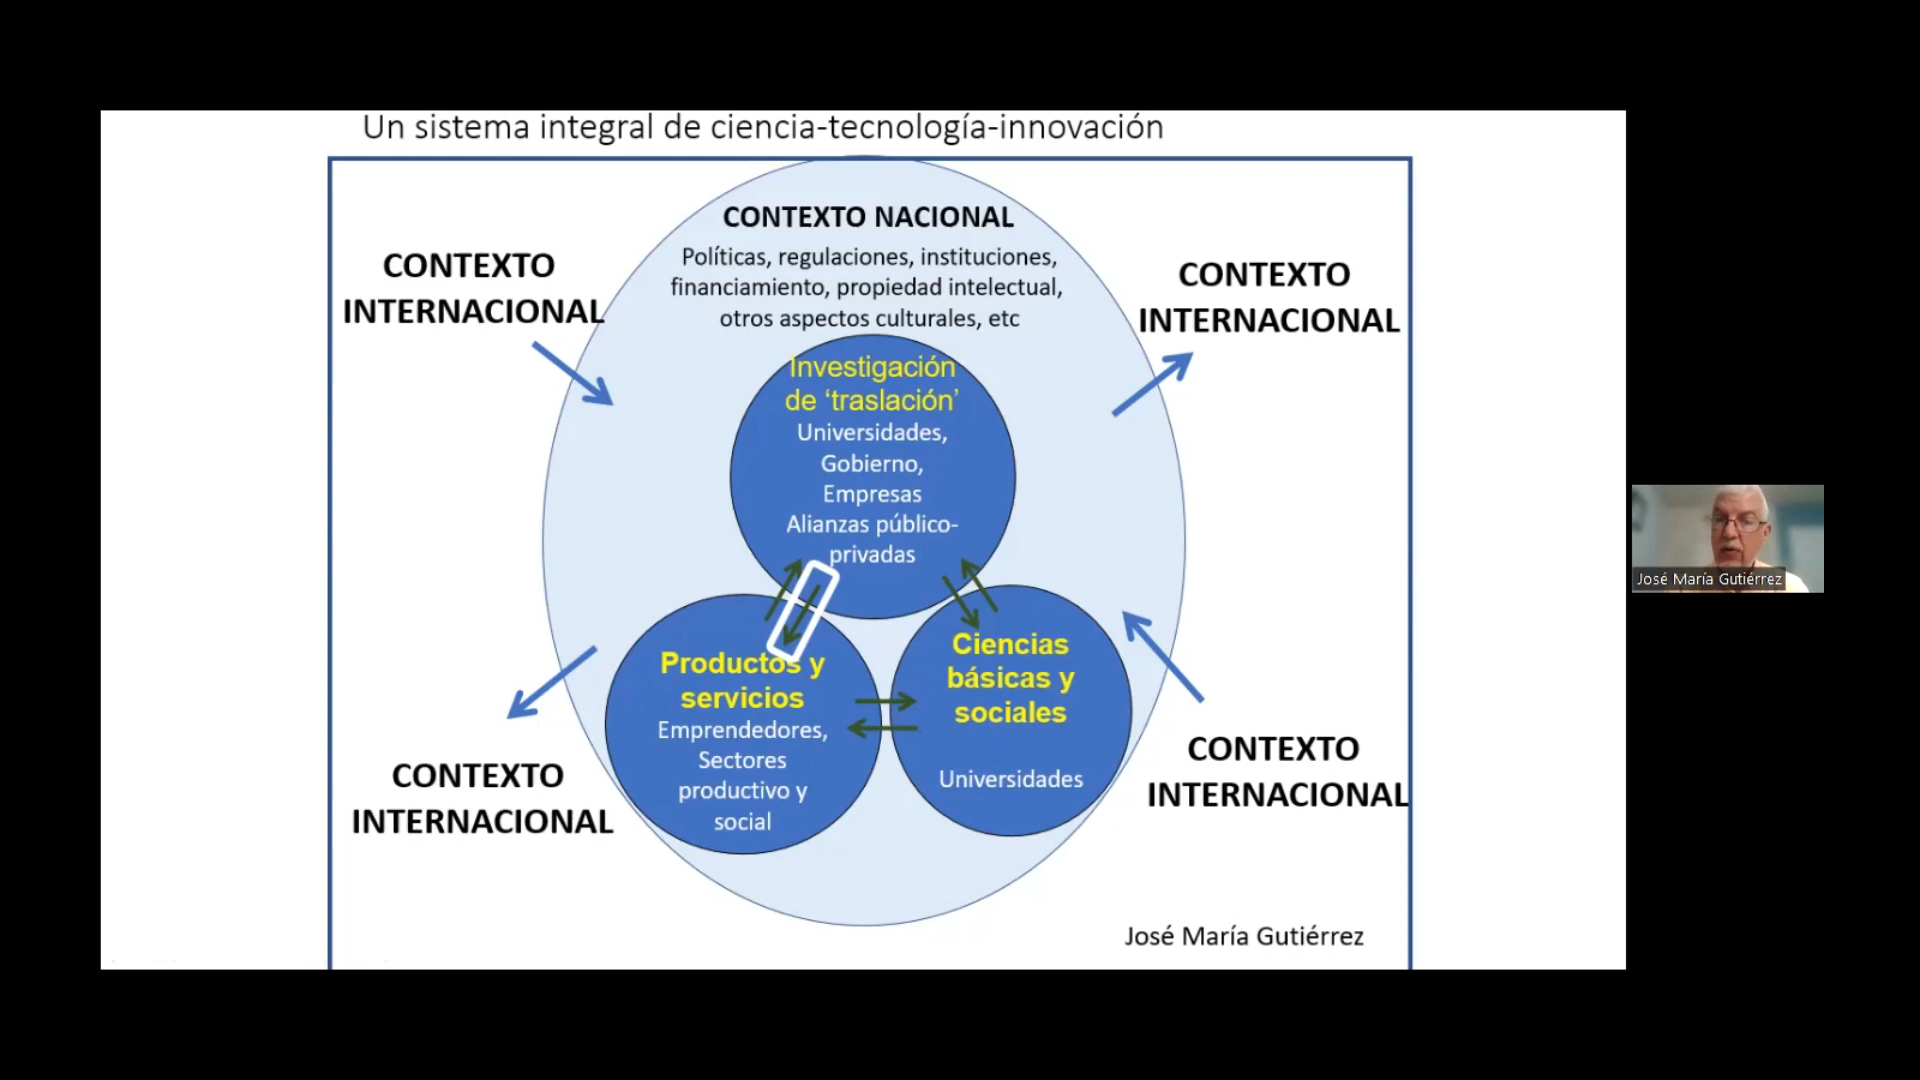 Un sistema integral de ciencia-tecnología-innovación
CONTEXTO NACIONAL
Políticas, regulaciones, instituciones,
financiamiento, propiedad intelectual,
otros aspectos culturales, etc
CONTEXTO
INTERNACIONAL
CONTEXTO
INTERNACIONAL
Investigación
de ‘traslación’
Universidades,
Gobierno,
Empresas
Alianzas público-
privadas
Productos y
servicios
Emprendedores,
Sectores
productivo y
social
Ciencias
básicas y
sociales
Universidades
CONTEXTO
INTERNACIONAL
CONTEXTO
INTERNACIONAL
José María Gutiérrez
José María Gutiérrez